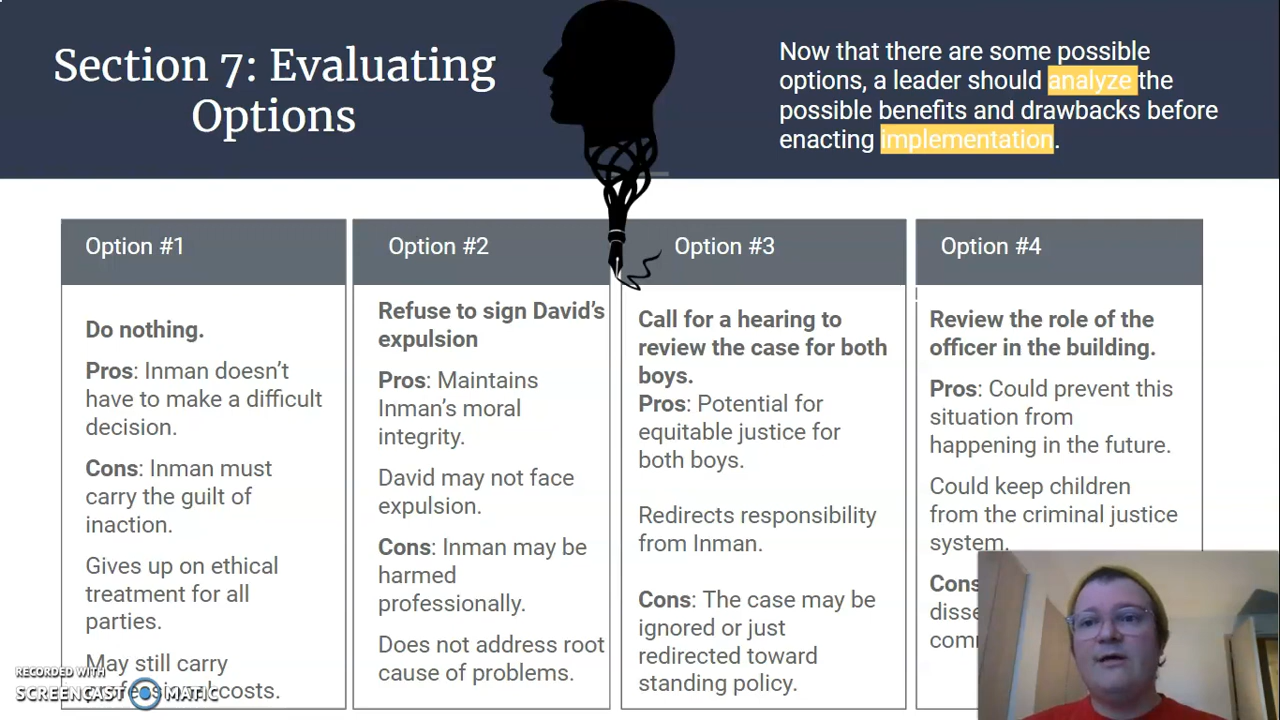 Section 7: Evaluating
Options
Now that there are some possible
options, a leader should analyze the
possible benefits and drawbacks before
enacting implementation.
Option #1
Do nothing.
Pros: Inman doesn't
have to make a difficult
decision.
Cons: Inman must
carry the guilt of
inaction.
Gives up on ethical
treatment for all
parties.
May still carry
costs.
Option #2
Refuse to sign David's
expulsion
Pros: Maintains
Inman's moral
integrity.
David may not face
expulsion.
Cons: Inman may be
harmed
professionally.
Does not address root
cause of problems.
Option #3
Call for a hearing to
review the case for both
boys.
Pros: Potential for
equitable justice for
both boys.
Redirects responsibility
from Inman.
Cons: The case may be
ignored or just
redirected toward
standing policy.
Option #4
Review the role of the
officer in the building.
Pros: Could prevent this
situation from
happening in the future.
Could keep children
from the criminal justice
system.
Cons
RECORDED WITH
SCREENCAST MATIC